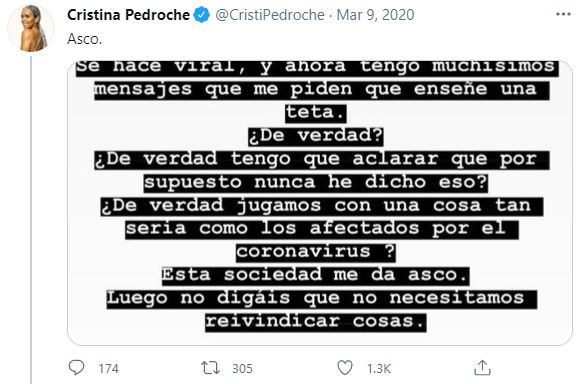 Cristina Pedroche @CristiPedroche · Mar 9, 2020
Asco.
Se hace viral, y ahora tengo muchísimos
mensajes que me piden que enseñe una
teta.
¿De verdad?
¿De verdad tengo que aclarar que por
supuesto nunca he dicho eso?
¿De verdad jugamos con una cosa tan
seria como los afectados por el
coronavirus ?
Esta sociedad me da asco.
Luego no digáis que no necesitamos
reivindicar cosas.
174 305 1.3K